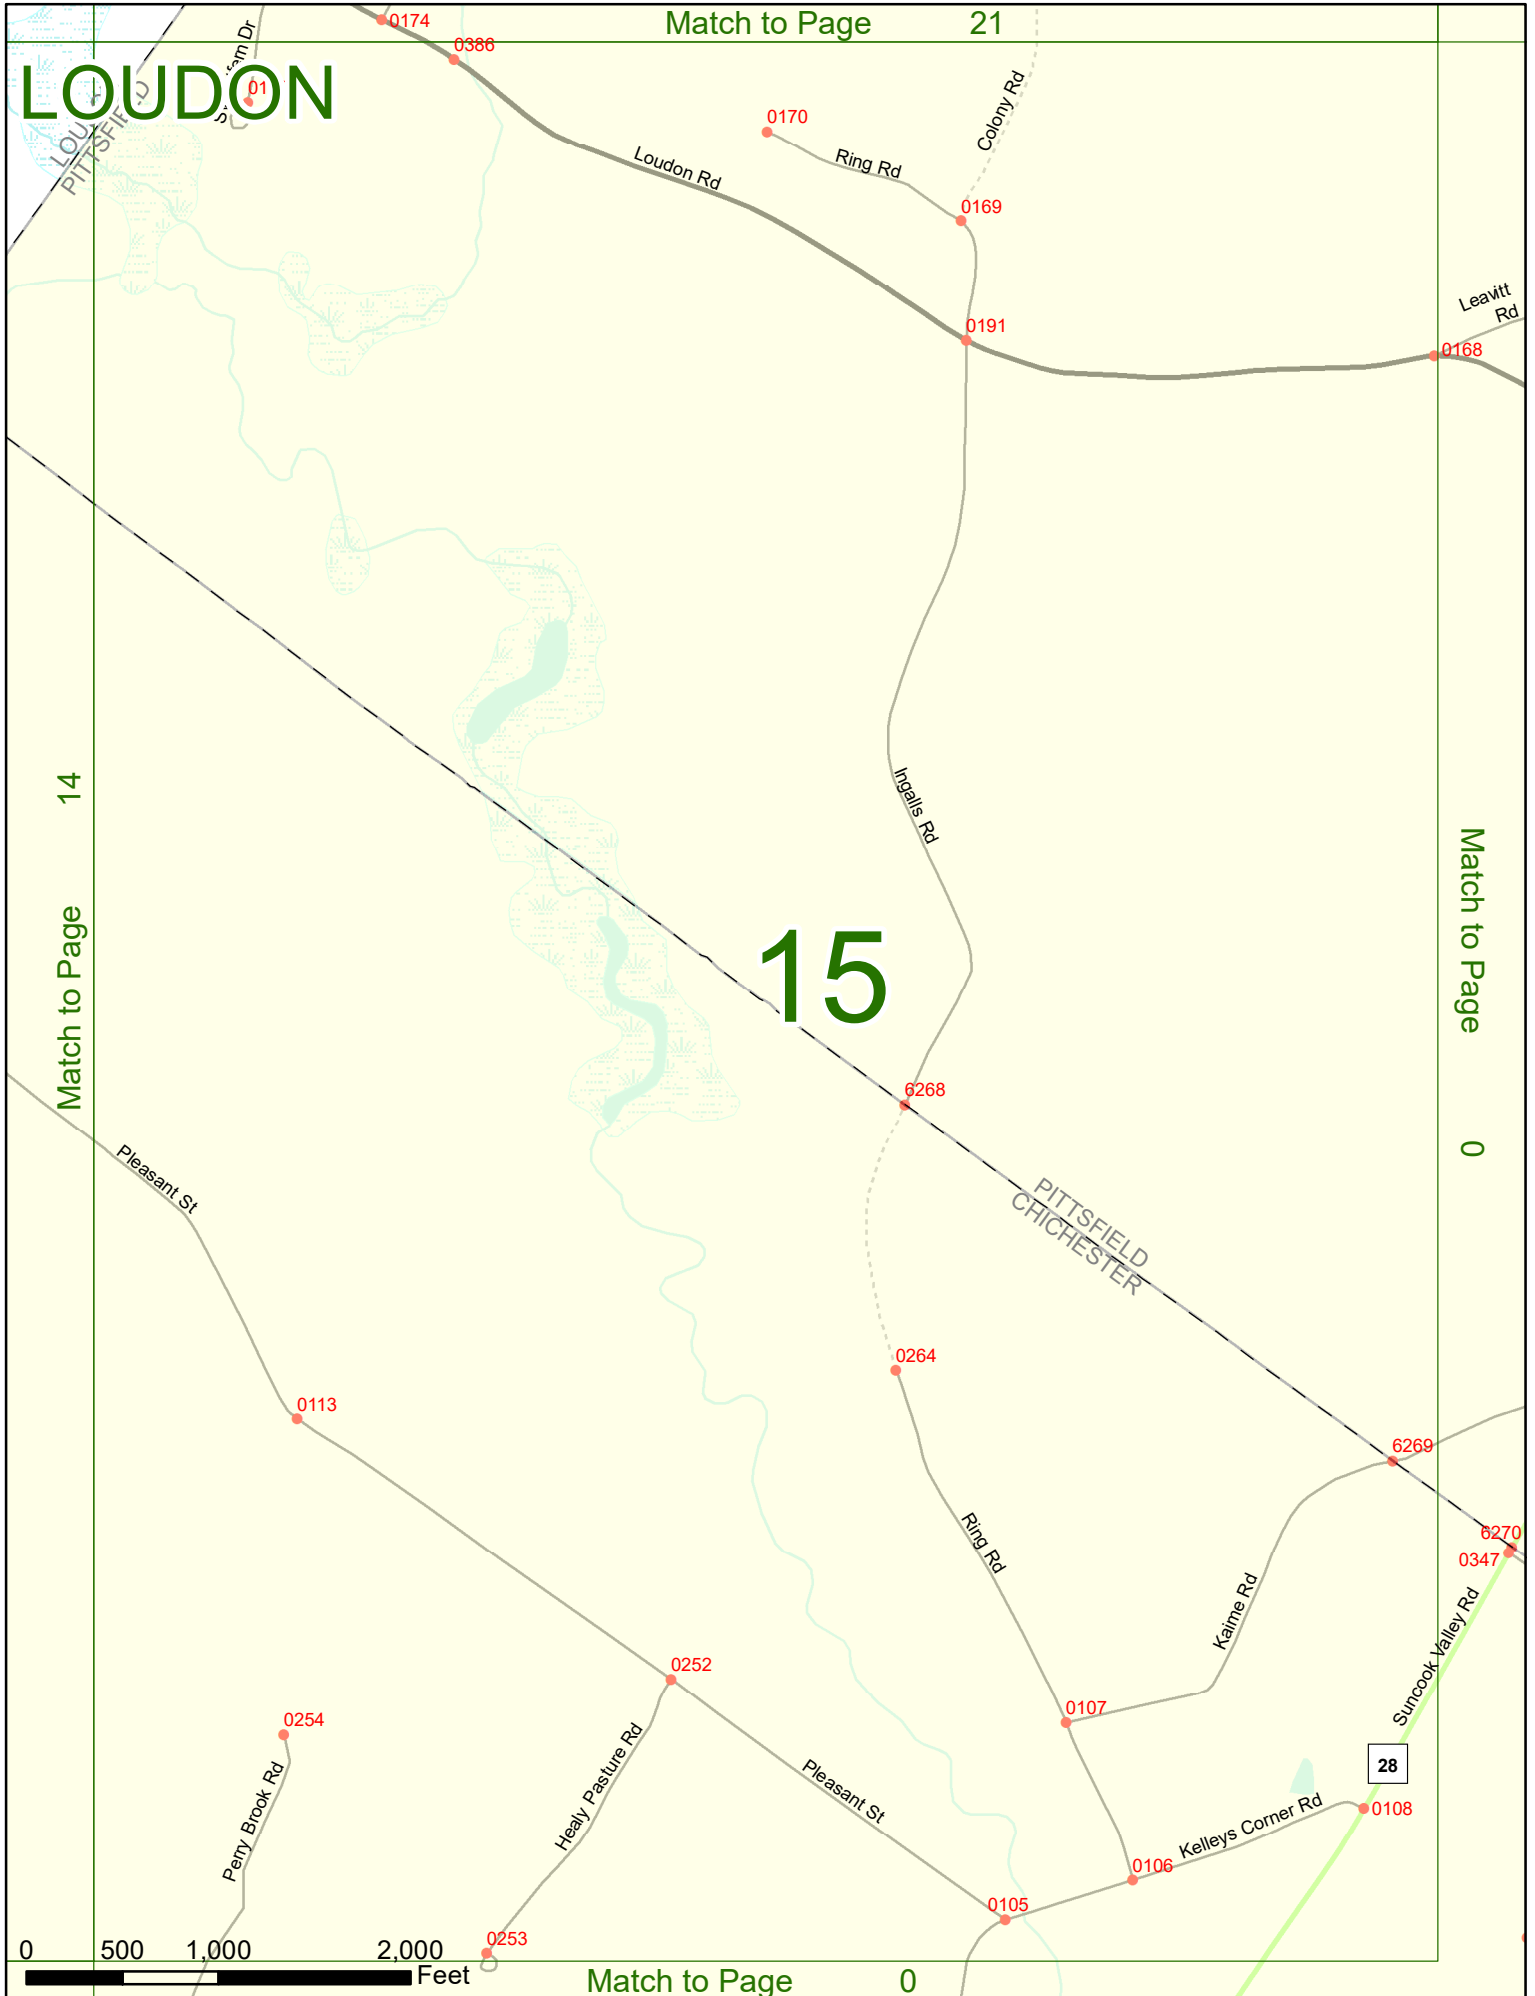 Match to Page 21
0174
0386
LOUDON
01
PITTSFIELD
0170
Colony Rd
Ring Rd
Loudon Rd
0169
Leavitt
Rd
0191
0168
14
Match to Page
Ingalls Rd
Match to Page
0
15
6268
Pleasant St
PITTSFIELD
CHICHESTER
0264
0113
6269
Ring Rd
6270
0347
Kaime Rd
Suncook Valley Rd
0252
0107
0254
28
Healy Pasture Rd
Perry Brook Rd
Pleasant St
Kelleys Corner Rd
0108
0106
0105
0253
0 500 1,000 2,000
Feet
Match to Page 0